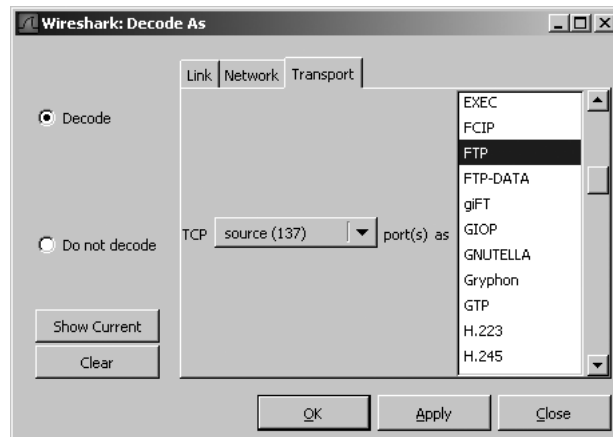 Wireshark: Decode As
Link Network Transport
Decode
Do not decode
Show Current
Clear
TCP source (137) port(s) as
EXEC
FCIP
FTP
FTP-DATA
giFT
GIOP
GNUTELLA
Gryphon
GTP
H.223
H.245
OK Apply Close